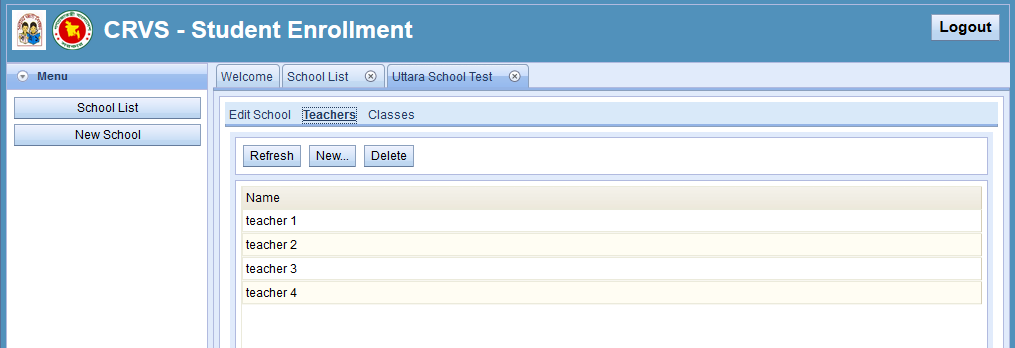 CRVS - Student Enrollment
Logout
Menu
School List
New School
Welcome
School List
Uttara School Test
Edit School
Teachers
Classes
Refresh
New...
Delete
Name
teacher 1
teacher 2
teacher 3
teacher 4